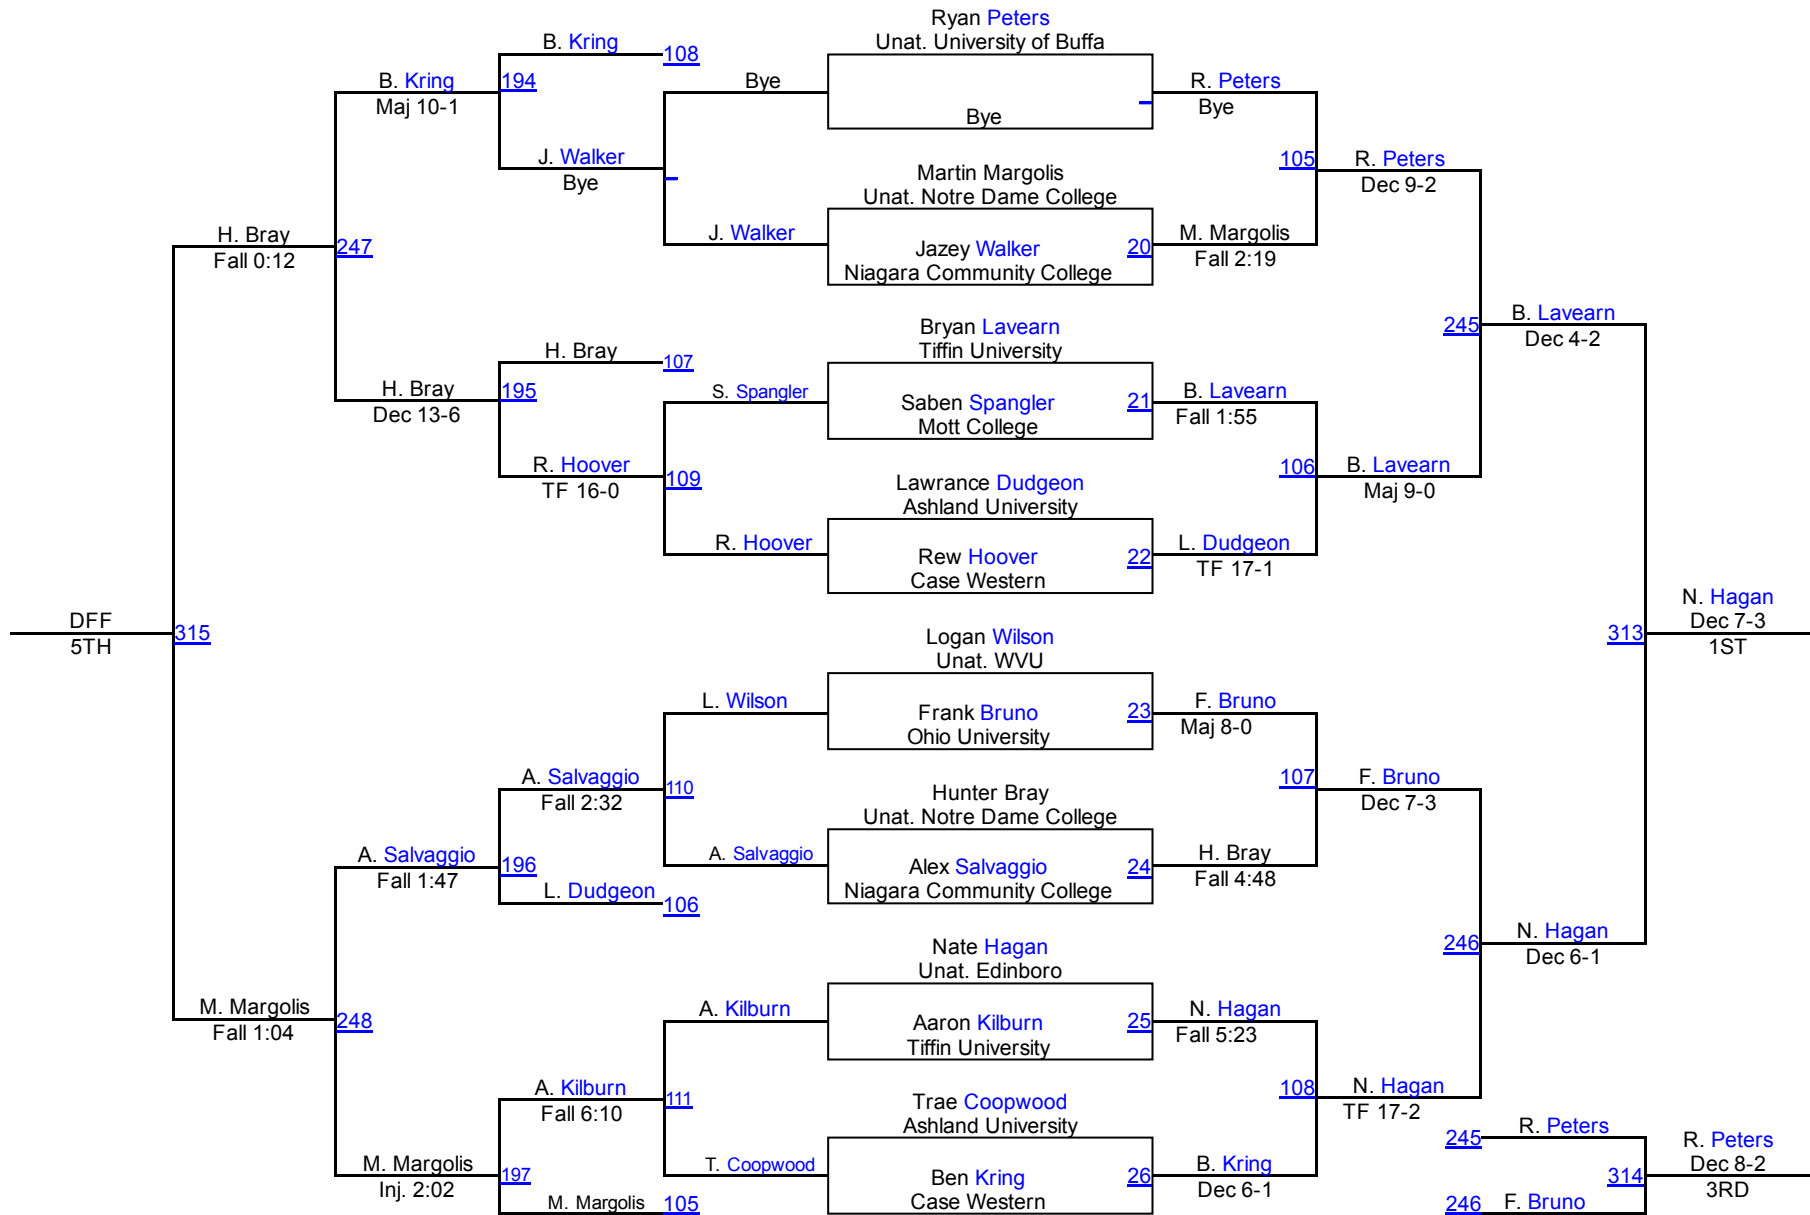 Ryan Peters
B. Kring
108
Unat. University of Buffa
B. Kring
194
Bye
R. Peters
Maj 10-1
Bye
Bye
J. Walker
Bye
105
R. Peters
Dec 9-2
Martin Margolis
Unat. Notre Dame College
H. Bray
Fall 0:12
247
J. Walker
Jazey Walker
20
Niagara Community College
M. Margolis
Fall 2:19
Bryan Lavearn
Tiffin University
245
B. Lavearn
Dec 4-2
H. Bray
107
H. Bray
Dec 13-6
195
S. Spangler
Saben Spangler
21
Mott College
B. Lavearn
Fall 1:55
R. Hoover
TF 16-0
109
Lawrance Dudgeon
Ashland University
106
B. Lavearn
Maj 9-0
R. Hoover
Rew Hoover
22
Case Western
L. Dudgeon
TF 17-1
DFF
5TH
315
Logan Wilson
Unat. WVU
313
N. Hagan
Dec 7-3
1ST
L. Wilson
Frank Bruno
23
Ohio University
F. Bruno
Maj 8-0
A. Salvaggio
Fall 2:32
110
Hunter Bray
Unat. Notre Dame College
107
F. Bruno
Dec 7-3
A. Salvaggio
Fall 1:47
196
A. Salvaggio
Alex Salvaggio
24
Niagara Community College
H. Bray
Fall 4:48
L. Dudgeon
106
Nate Hagan
Unat. Edinboro
246
N. Hagan
Dec 6-1
M. Margolis
Fall 1:04
248
A. Kilburn
Aaron Kilburn
25
Tiffin University
N. Hagan
Fall 5:23
A. Kilburn
Fall 6:10
111
Trae Coopwood
Ashland University
108
N. Hagan
TF 17-2
M. Margolis
Inj. 2:02
197
T. Coopwood
Ben Kring
26
Case Western
B. Kring
Dec 6-1
M. Margolis
105
245
R. Peters
314
R. Peters
Dec 8-2
3RD
246
F. Bruno